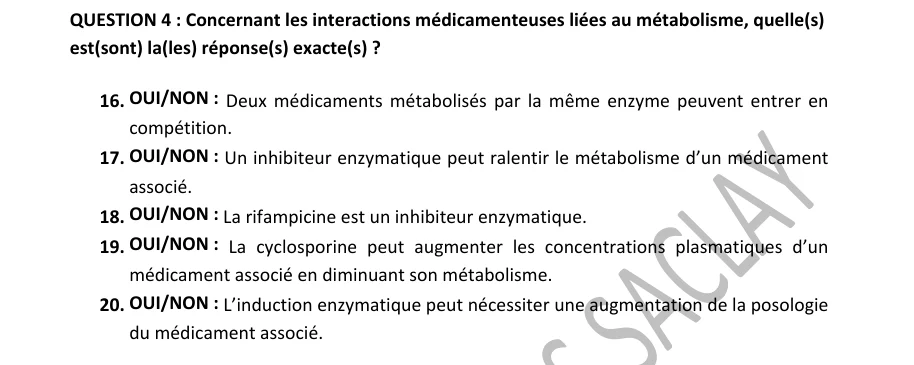 QUESTION 4 : Concernant les interactions médicamenteuses liées au métabolisme, quelle(s)
est(sont) la(les) réponse(s) exacte(s) ?
16. OUI/NON : Deux médicaments métabolisés par la même enzyme peuvent entrer en
compétition.
17. OUI/NON : Un inhibiteur enzymatique peut ralentir le métabolisme d’un médicament
associé.
18. OUI/NON : La rifampicine est un inhibiteur enzymatique.
19. OUI/NON : La cyclosporine peut augmenter les concentrations plasmatiques d’un
médicament associé en diminuant son métabolisme.
20. OUI/NON : L’induction enzymatique peut nécessiter une augmentation de la posologie
du médicament associé.
S SACLAY